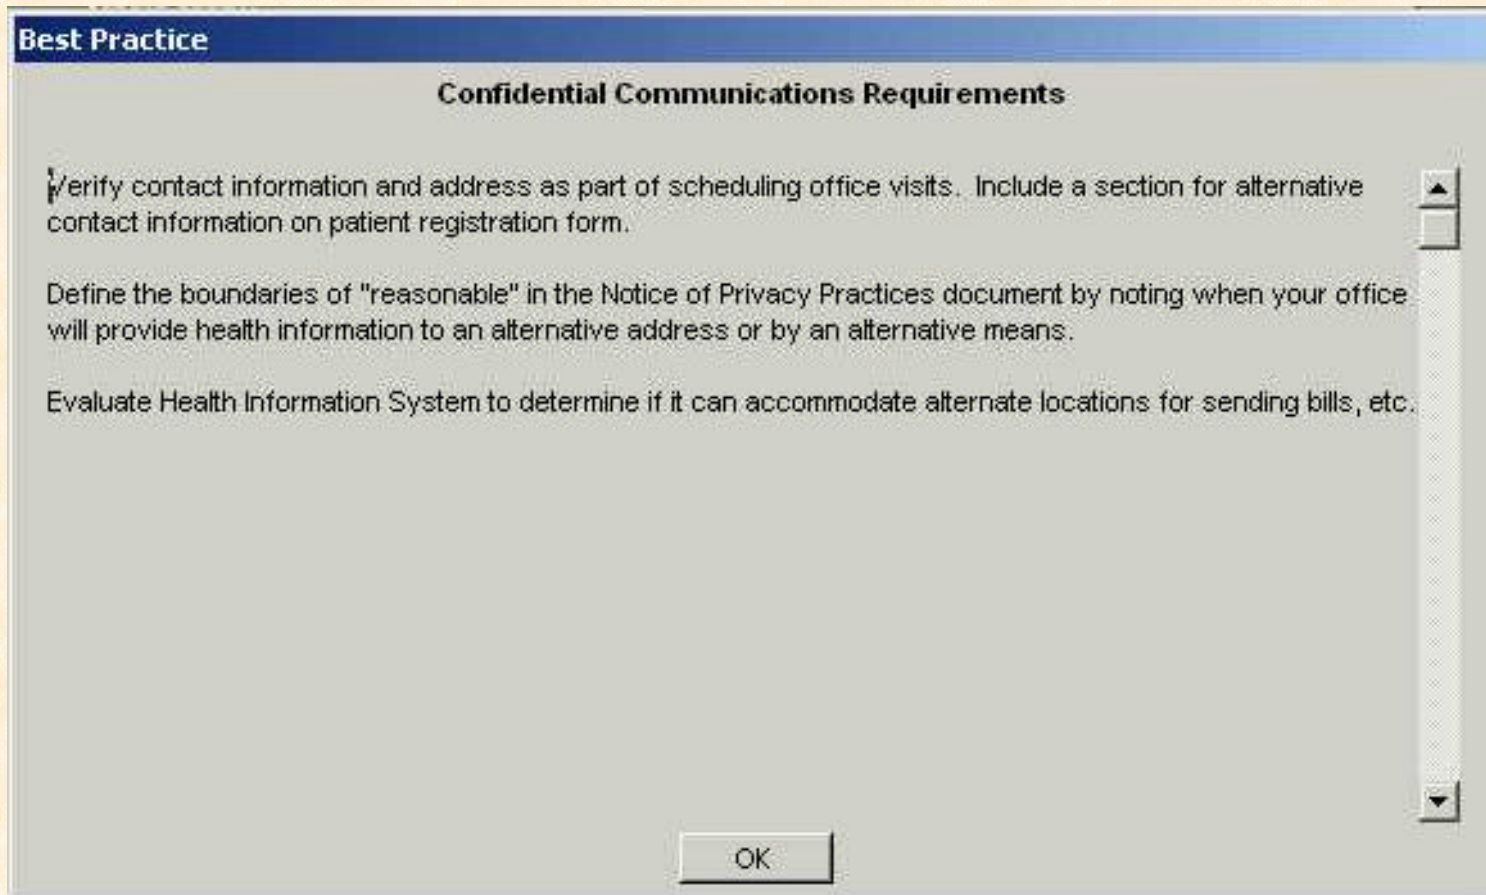 Best Practice
Confidential Communications Requirements
Verify contact information and address as part of scheduling office visits.  Include a section for alternative
contact information on patient registration form.
Define the boundaries of "reasonable" in the Notice of Privacy Practices document by noting when your office
will provide health information to an alternative address or by an alternative means.
Evaluate Health Information System to determine if it can accommodate alternate locations for sending bills, etc.
OK